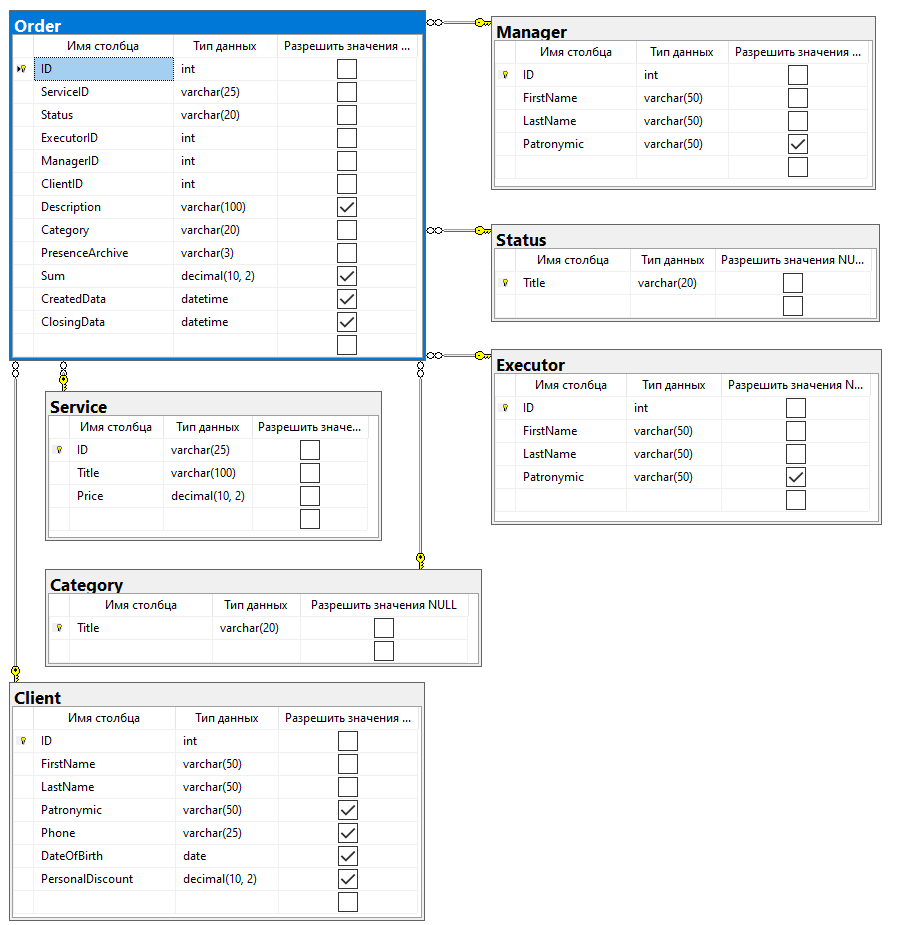 Order
Имя столбца Тип данных Разрешить значения ...
ID int
ServiceID varchar(25)
Status varchar(20)
ExecutorID int
ManagerID int
ClientID int
Description varchar(100)
Category varchar(20)
PresenceArchive varchar(3)
Sum decimal(10, 2)
CreatedData datetime
ClosingData datetime
Manager
Имя столбца Тип данных Разрешить значения ...
ID int
FirstName varchar(50)
LastName varchar(50)
Patronymic varchar(50)
Status
Имя столбца Тип данных Разрешить значения NU...
Title varchar(20)
Executor
Имя столбца Тип данных Разрешить значения N...
ID int
FirstName varchar(50)
LastName varchar(50)
Patronymic varchar(50)
Service
Имя столбца Тип данных Разрешить значе...
ID varchar(25)
Title varchar(100)
Price decimal(10, 2)
Category
Имя столбца Тип данных Разрешить значения NULL
Title varchar(20)
Client
Имя столбца Тип данных Разрешить значения ...
ID int
FirstName varchar(50)
LastName varchar(50)
Patronymic varchar(50)
Phone varchar(25)
DateOfBirth date
PersonalDiscount decimal(10, 2)